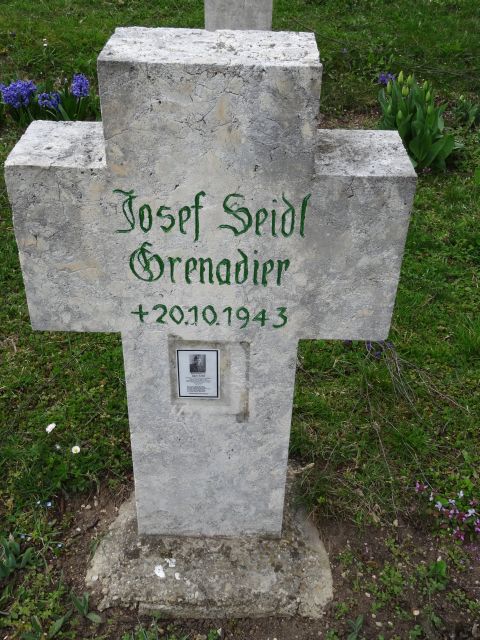 Josef Seidl
Grenadier
+ 20.10.1943